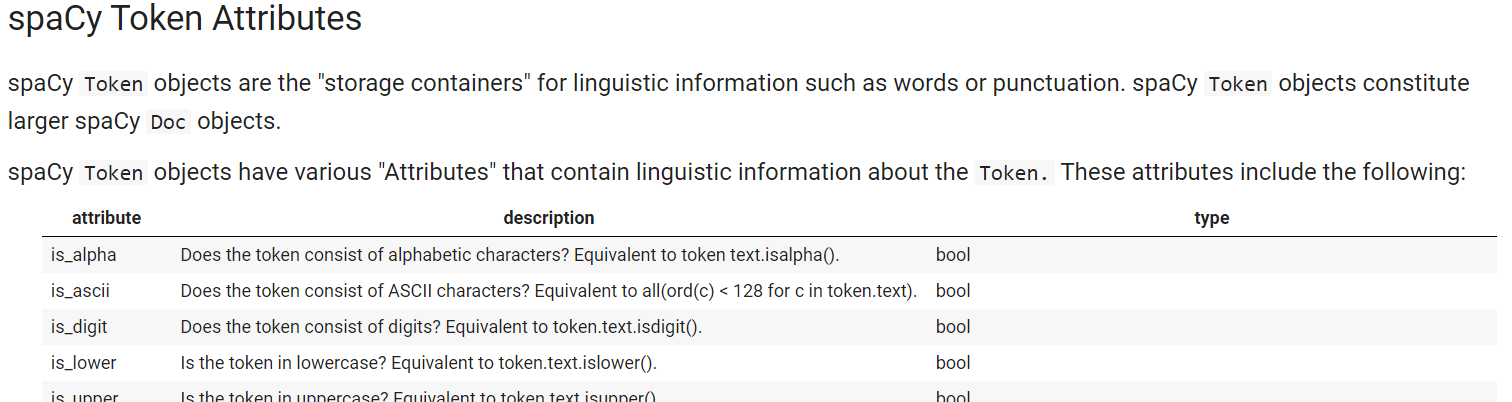 spaCy Token Attributes
spaCy Token objects are the "storage containers" for linguistic information such as words or punctuation. spaCy Token objects constitute
larger spaCy Doc objects.
spaCy Token objects have various "Attributes" that contain linguistic information about the Token. These attributes include the following:
attribute description type
is_alpha Does the token consist of alphabetic characters? Equivalent to token text.isalpha(). bool
is_ascii Does the token consist of ASCII characters? Equivalent to all(ord(c) < 128 for c in token.text). bool
is_digit Does the token consist of digits? Equivalent to token.text.isdigit(). bool
is_lower Is the token in lowercase? Equivalent to token.text.islower(). bool
is_upper Is the token in uppercase? Equivalent to token.text.isupper() bool